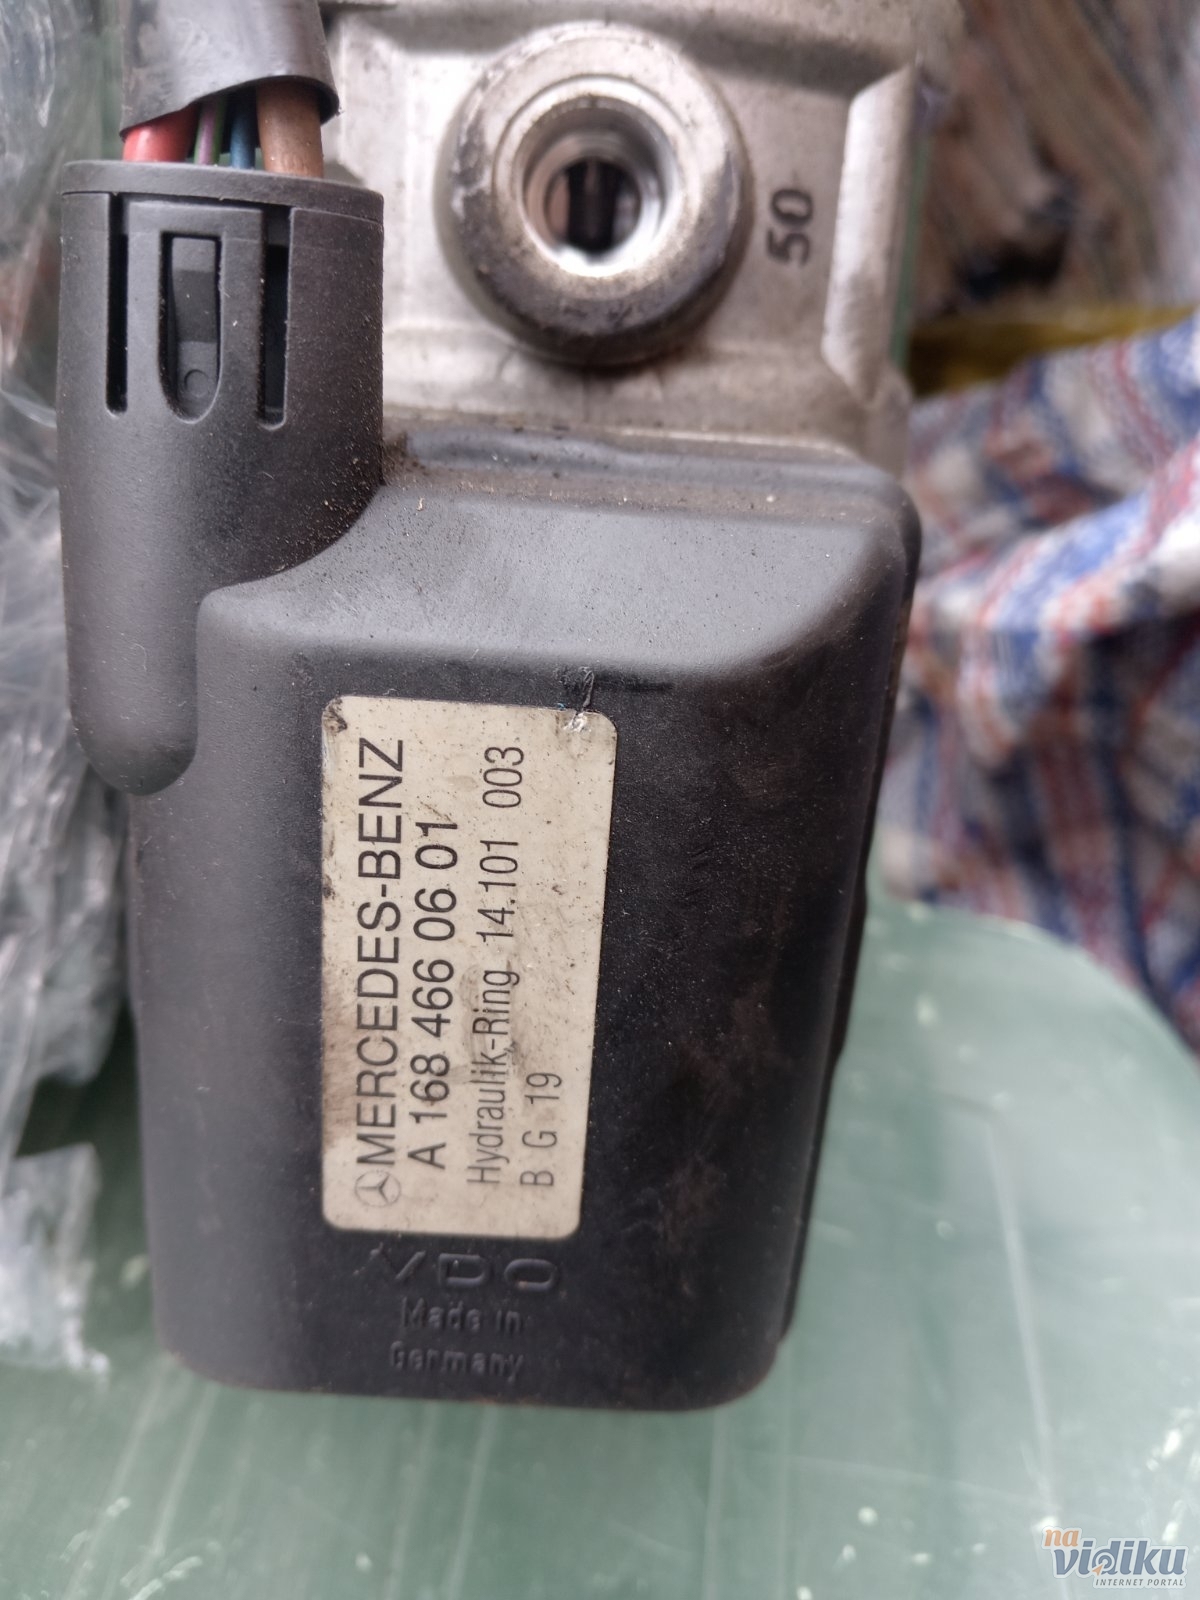 50
MERCEDES-BENZ
A 168 466 06 01
Hydraulik-Ring 14.101 003
B G 19
VDO
Made in
Germany
na
vidiku
INTERNET PORTAL